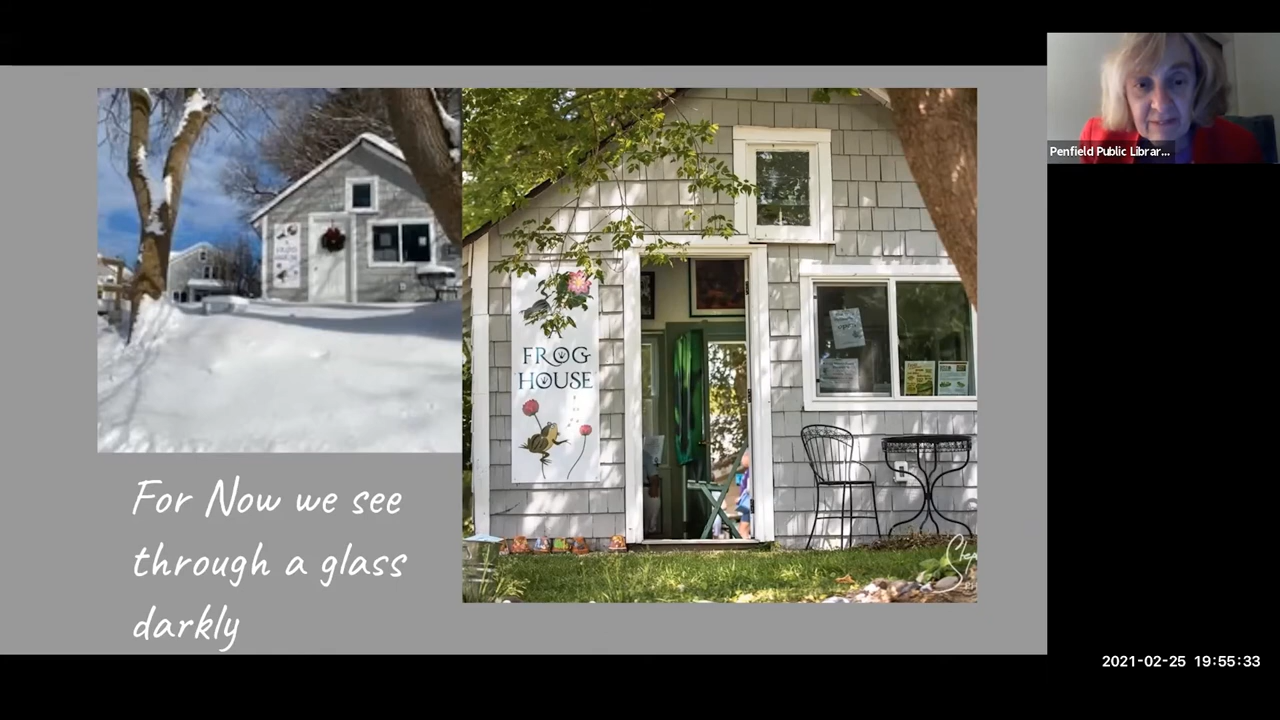 FROG
HOUSE
For Now we see
through a glass
darkly
Penfield Public Librar...
2021-02-25 19:55:33